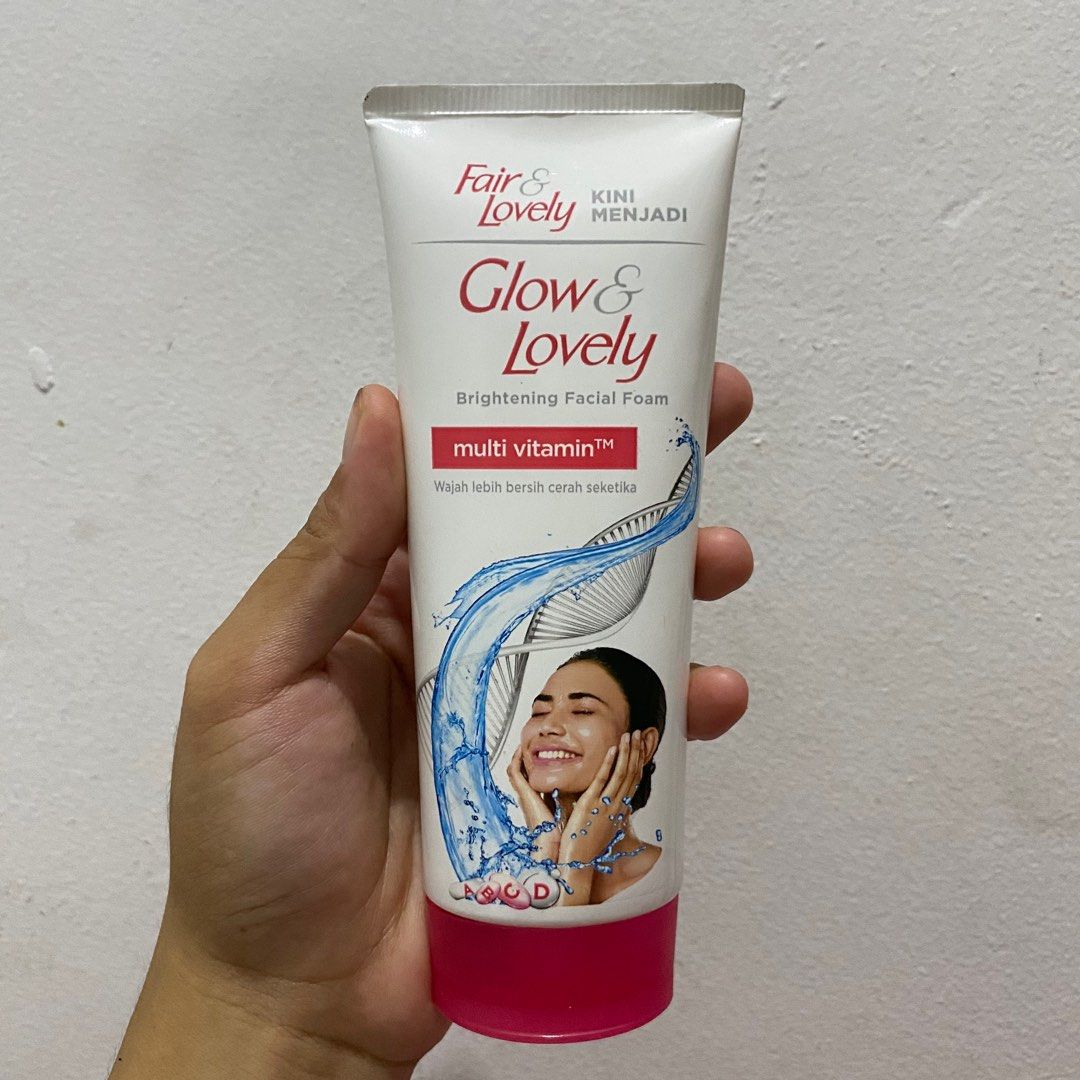 Fair &
Lovely
KINI
MENJADI
Glow &
Lovely
Brightening Facial Foam
multi vitamin™
Wajah lebih bersih cerah seketika
A B C D